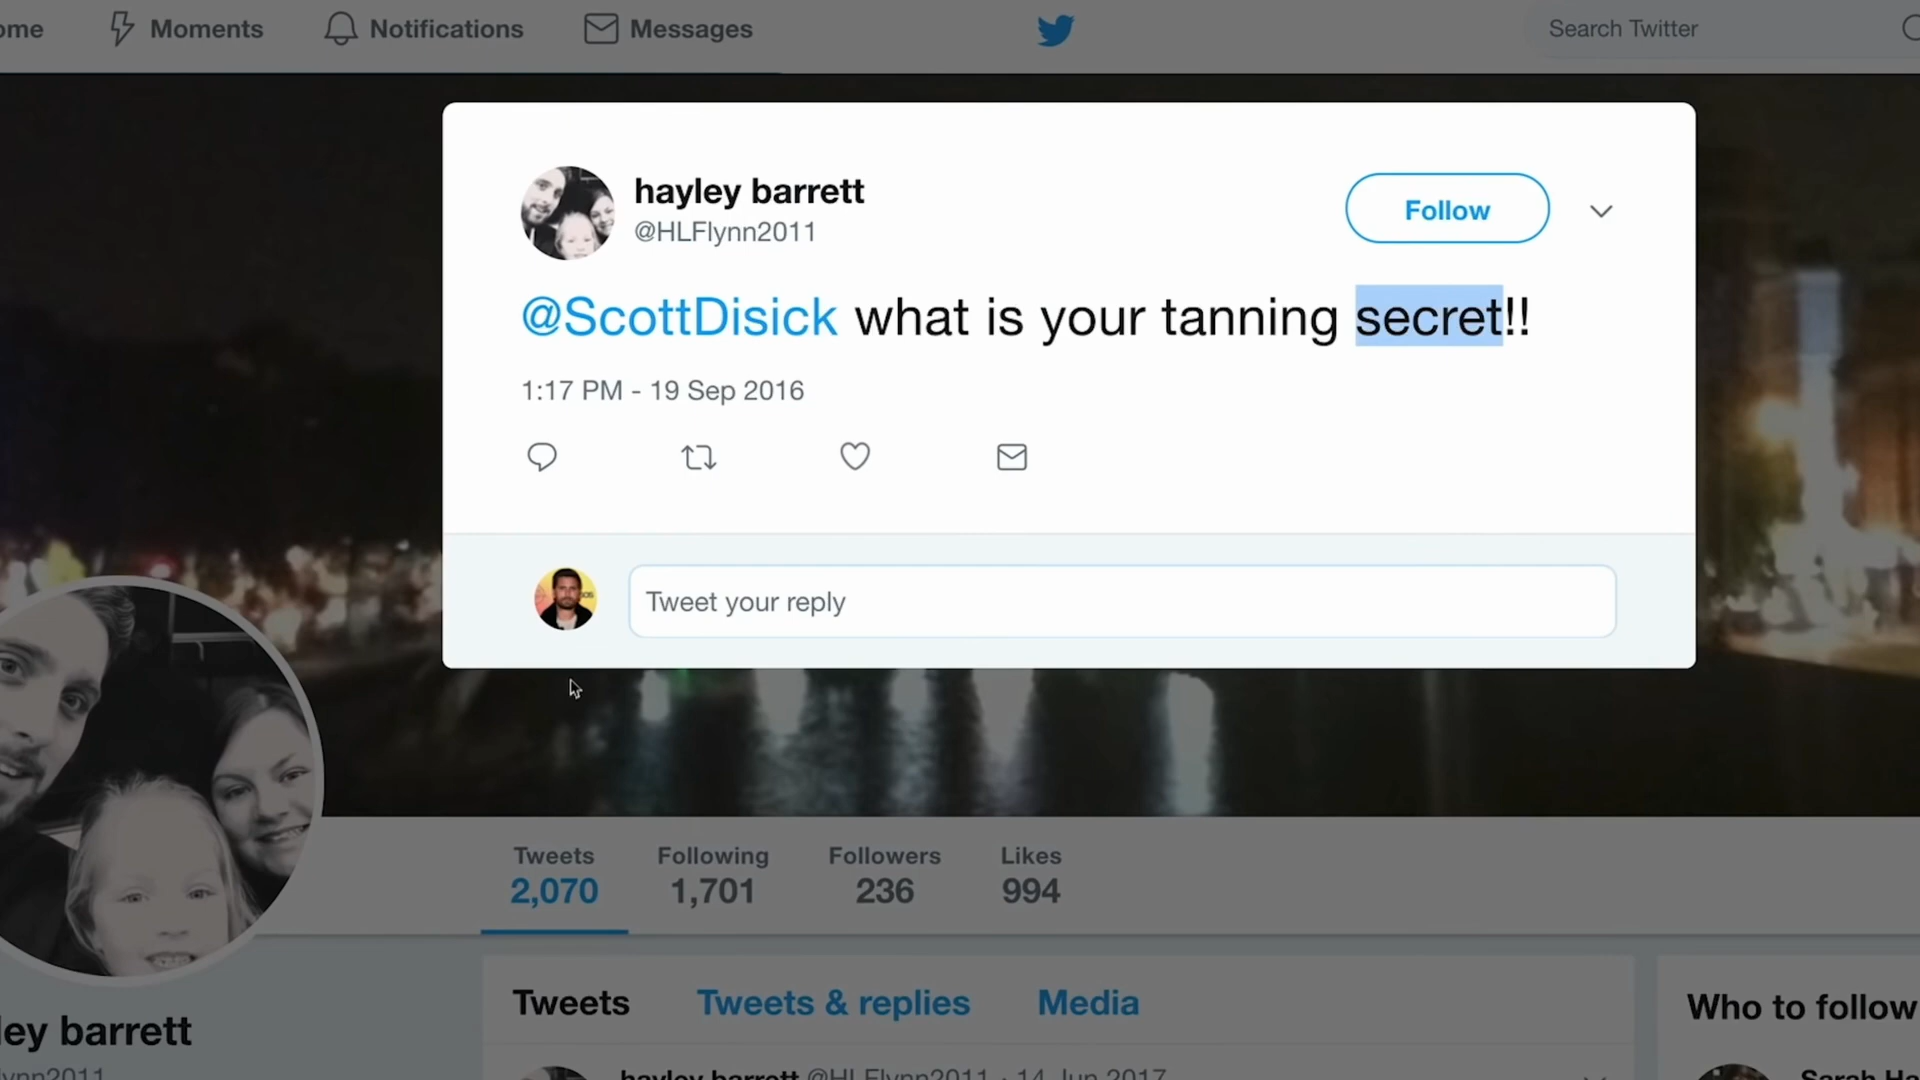 ome Moments Notifications Messages Search Twitter
hayley barrett
@HLFlynn2011
Follow
@ScottDisick what is your tanning secret!!
1:17 PM - 19 Sep 2016
Tweet your reply
Tweets Following Followers Likes
2,070 1,701 236 994
Tweets Tweets & replies Media
Who to follow
ley barrett
lynn2011
hayley barrett @HLFlynn2011 · 14 Jun 2017
Sarah Ha